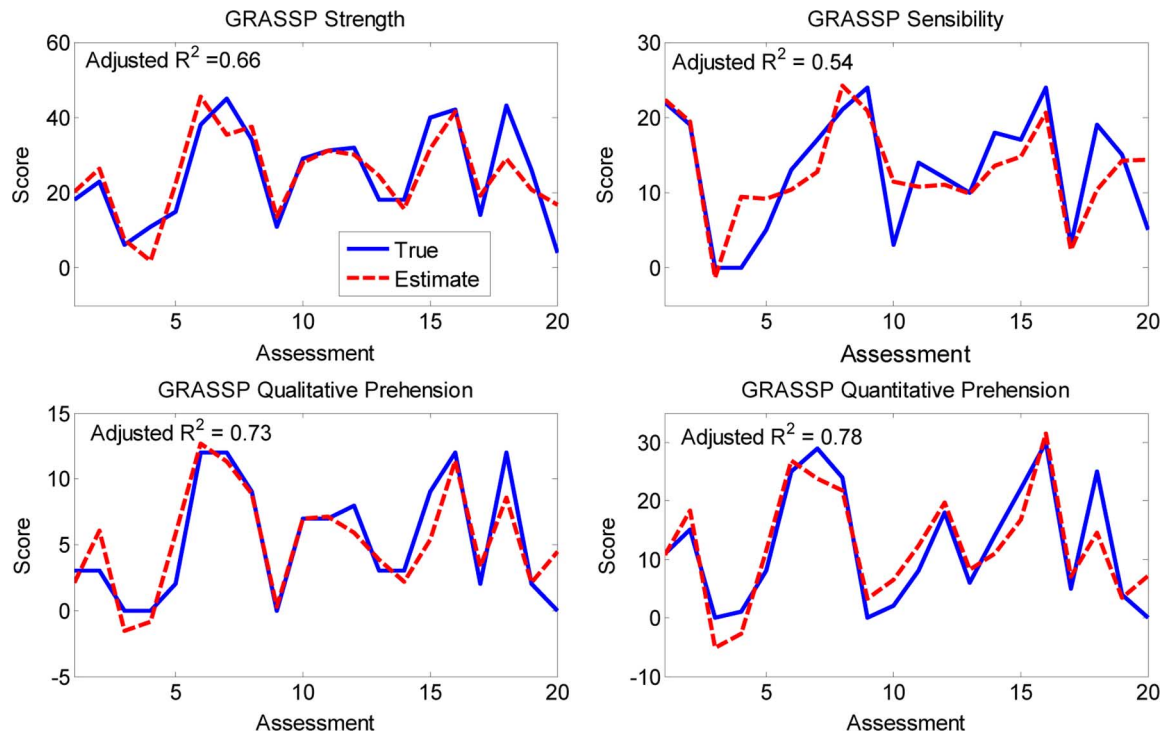 GRASSP Strength
Adjusted R² =0.66
60
40
20
0
Score
5
10
15
20
Assessment
True
Estimate
GRASSP Sensibility
Adjusted R² = 0.54
30
20
10
0
Score
5
10
15
20
Assessment
GRASSP Qualitative Prehension
Adjusted R² = 0.73
15
10
5
0
-5
Score
5
10
15
20
Assessment
GRASSP Quantitative Prehension
Adjusted R² = 0.78
30
20
10
0
-10
Score
5
10
15
20
Assessment